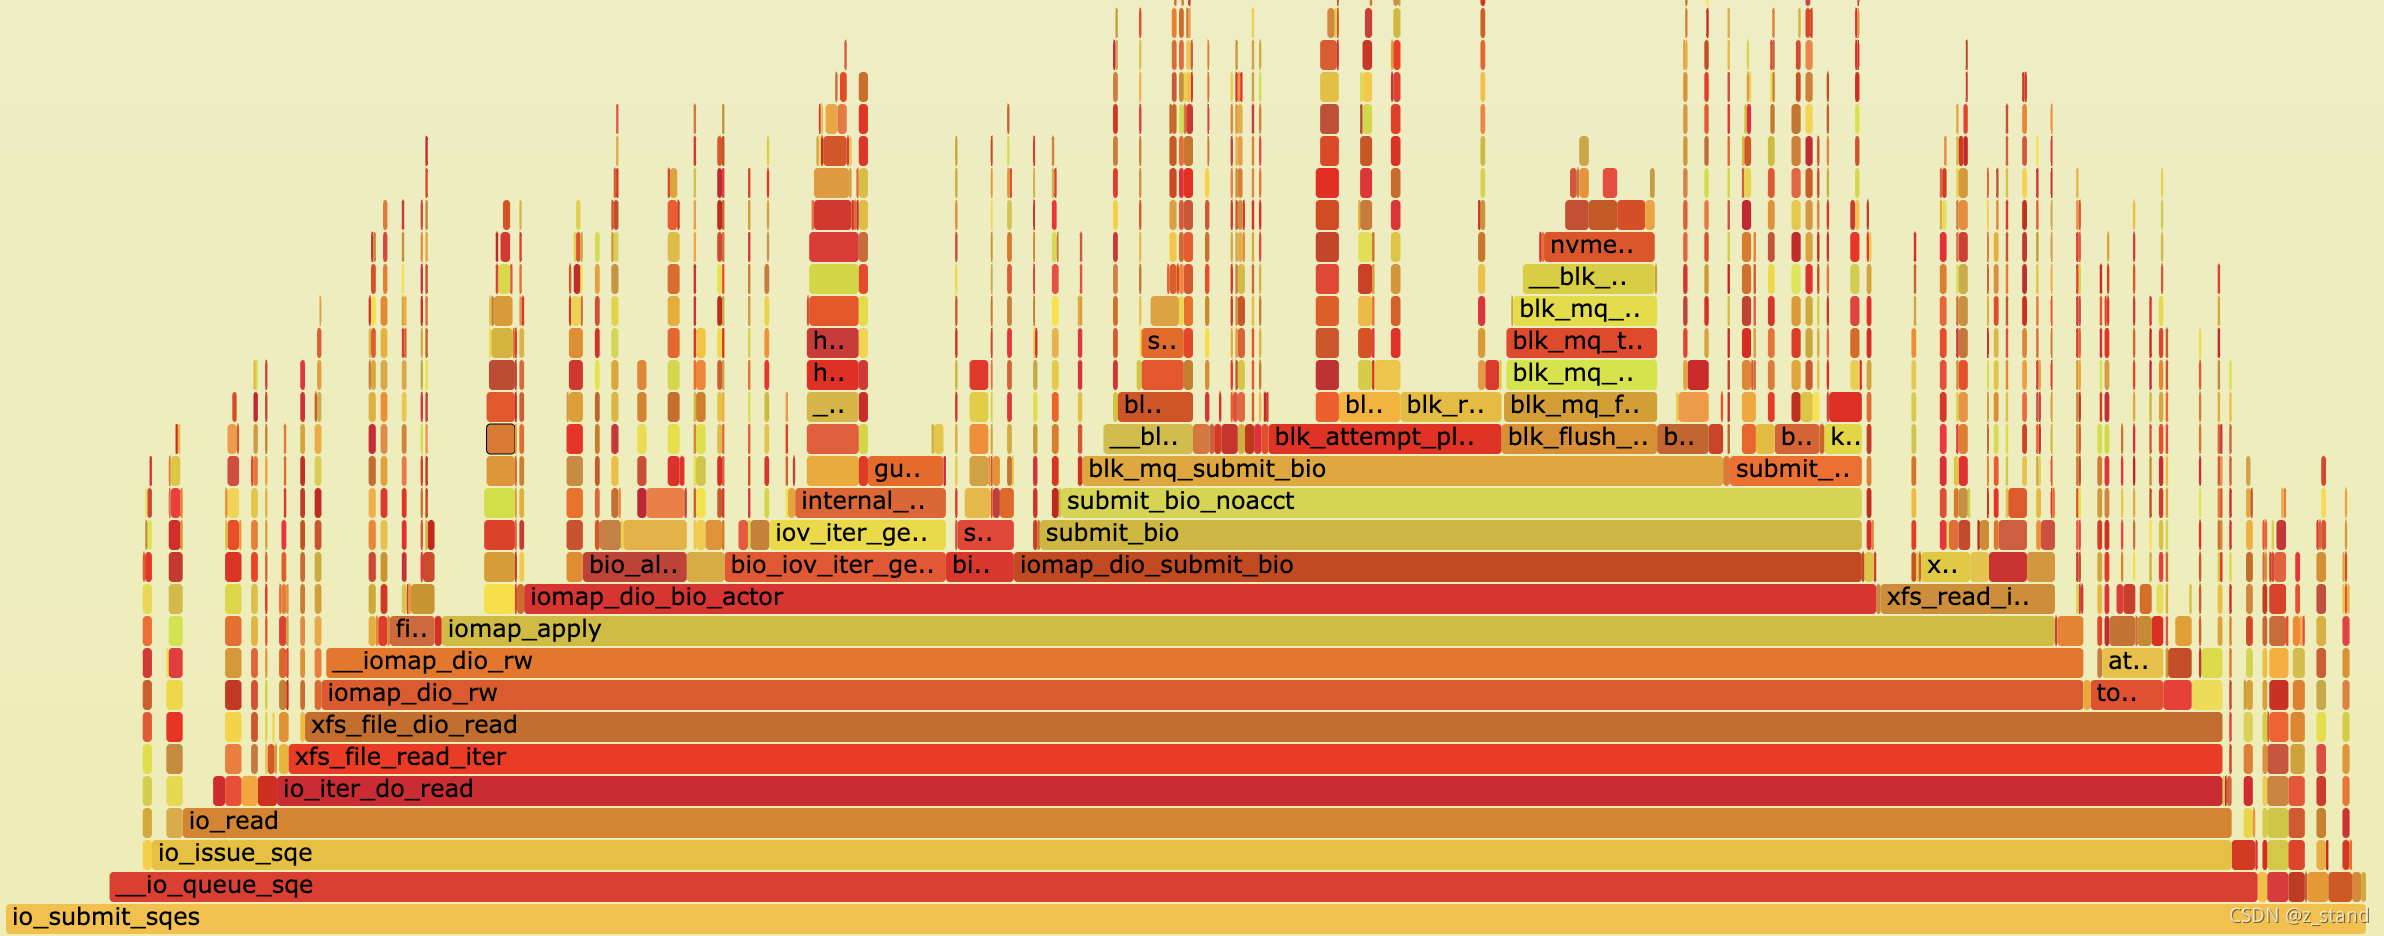 nvme..
__blk_..
blk_mq_..
h.. s.. blk_mq_t..
h.. blk_mq_..
_.. bl.. bl.. blk_r.. blk_mq_f..
__bl.. blk_attempt_pl.. blk_flush_.. b.. b.. k..
gu.. blk_mq_submit_bio submit_..
internal_.. submit_bio_noacct
iov_iter_ge.. s.. submit_bio
bio_al.. bio_iov_iter_ge.. bi.. iomap_dio_submit_bio x..
iomap_dio_bio_actor xfs_read_i..
fi.. iomap_apply
__iomap_dio_rw at..
iomap_dio_rw to..
xfs_file_dio_read
xfs_file_read_iter
io_iter_do_read
io_read
io_issue_sqe
__io_queue_sqe
io_submit_sqes CSDN @z_stand